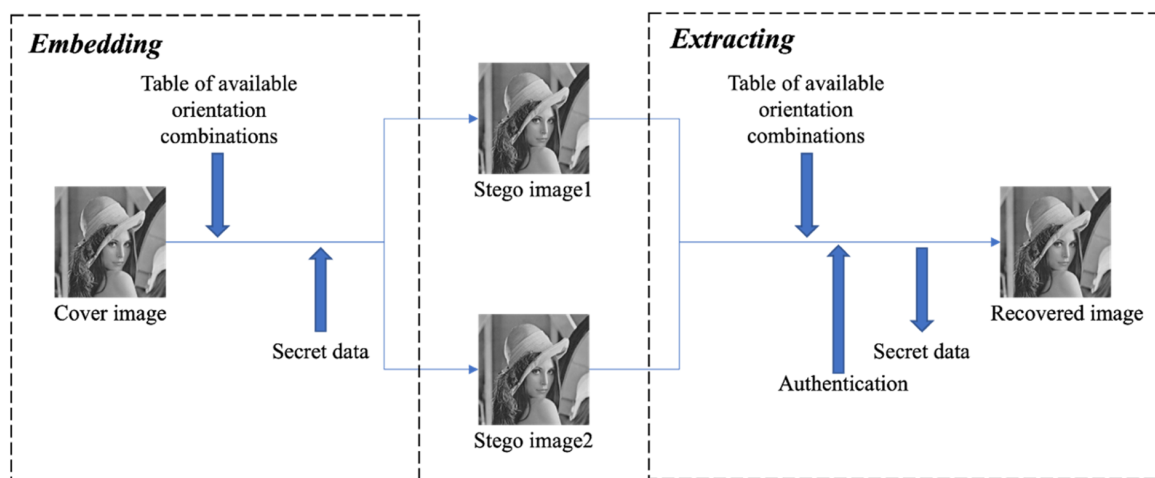 Embedding
Table of available
orientation
combinations
Cover image
Secret data
Stego image1
Stego image2
Extracting
Table of available
orientation
combinations
Authentication
Secret data
Recovered image